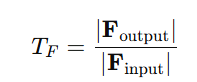 T_F = |F_output| / |F_input|